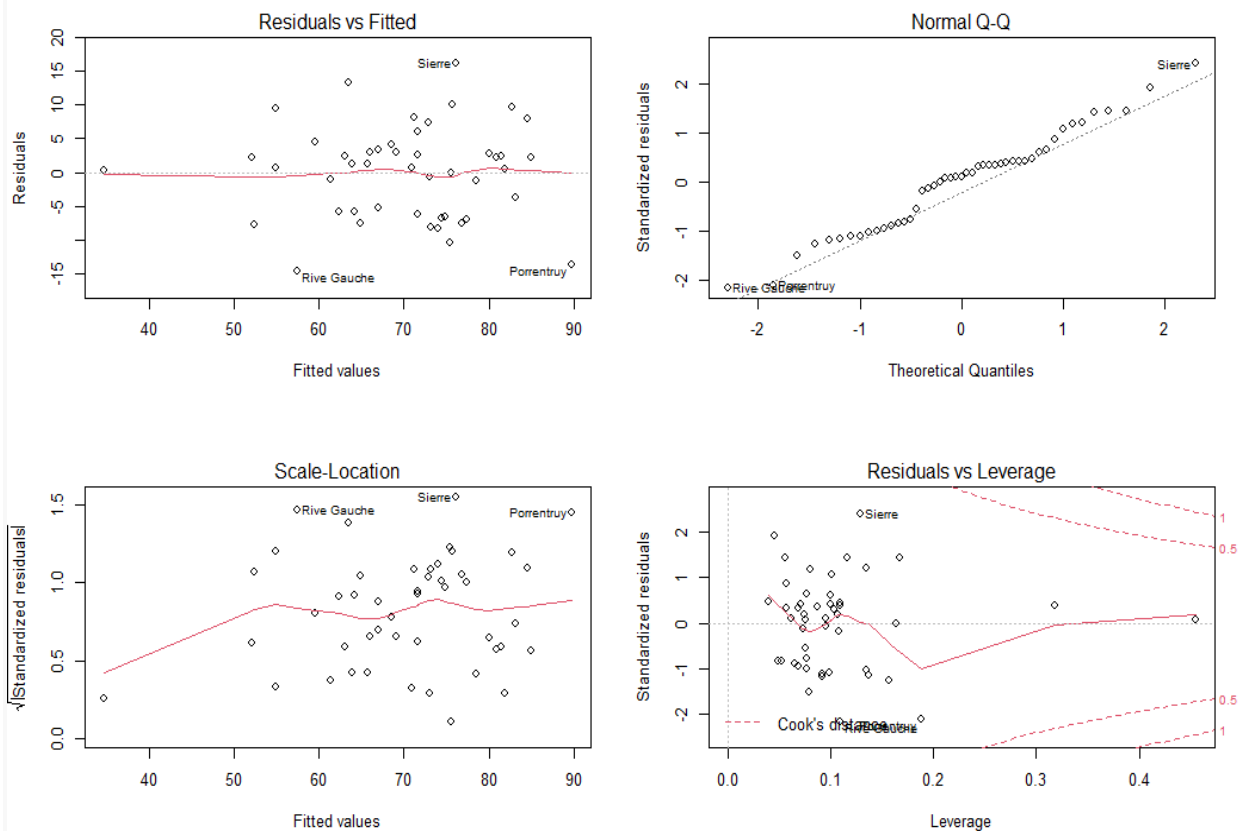 Residuals vs Fitted
Residuals
20
15
10
5
0
-5
-15
Sierre
Rive Gauche
Porrentruy
40 50 60 70 80 90
Fitted values
Normal Q-Q
Standardized residuals
2
1
0
-1
-2
Sierre
Rive Gauche
Porrentruy
-2 -1 0 1 2
Theoretical Quantiles
Scale-Location
√|Standardized residuals|
1.5
1.0
0.5
0.0
Sierre
Rive Gauche
Porrentruy
40 50 60 70 80 90
Fitted values
Residuals vs Leverage
Standardized residuals
2
1
0
-1
-2
Sierre
1
0.5
0.5
1
Cook's distance
Porrentruy
Rive Gauche
0.0 0.1 0.2 0.3 0.4
Leverage